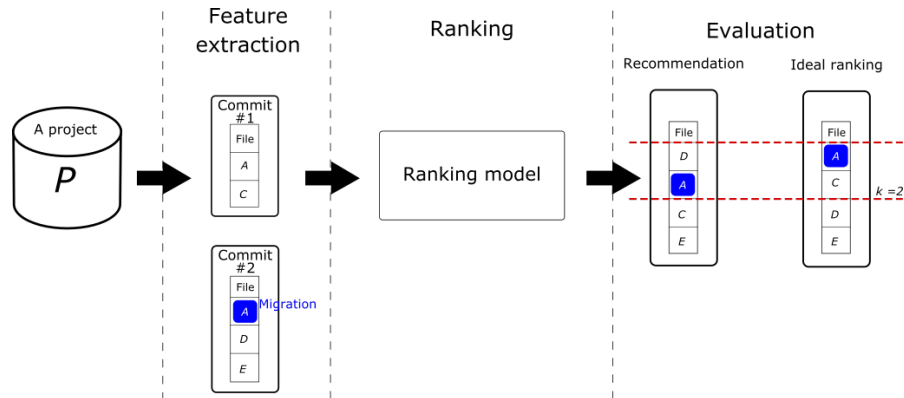 Feature
extraction
Ranking
Evaluation
Recommendation
Ideal ranking
A project
P
Commit
#1
File
A
C
Commit
#2
File
A
Migration
D
E
Ranking model
File
D
A
C
E
File
A
C
D
E
k =2